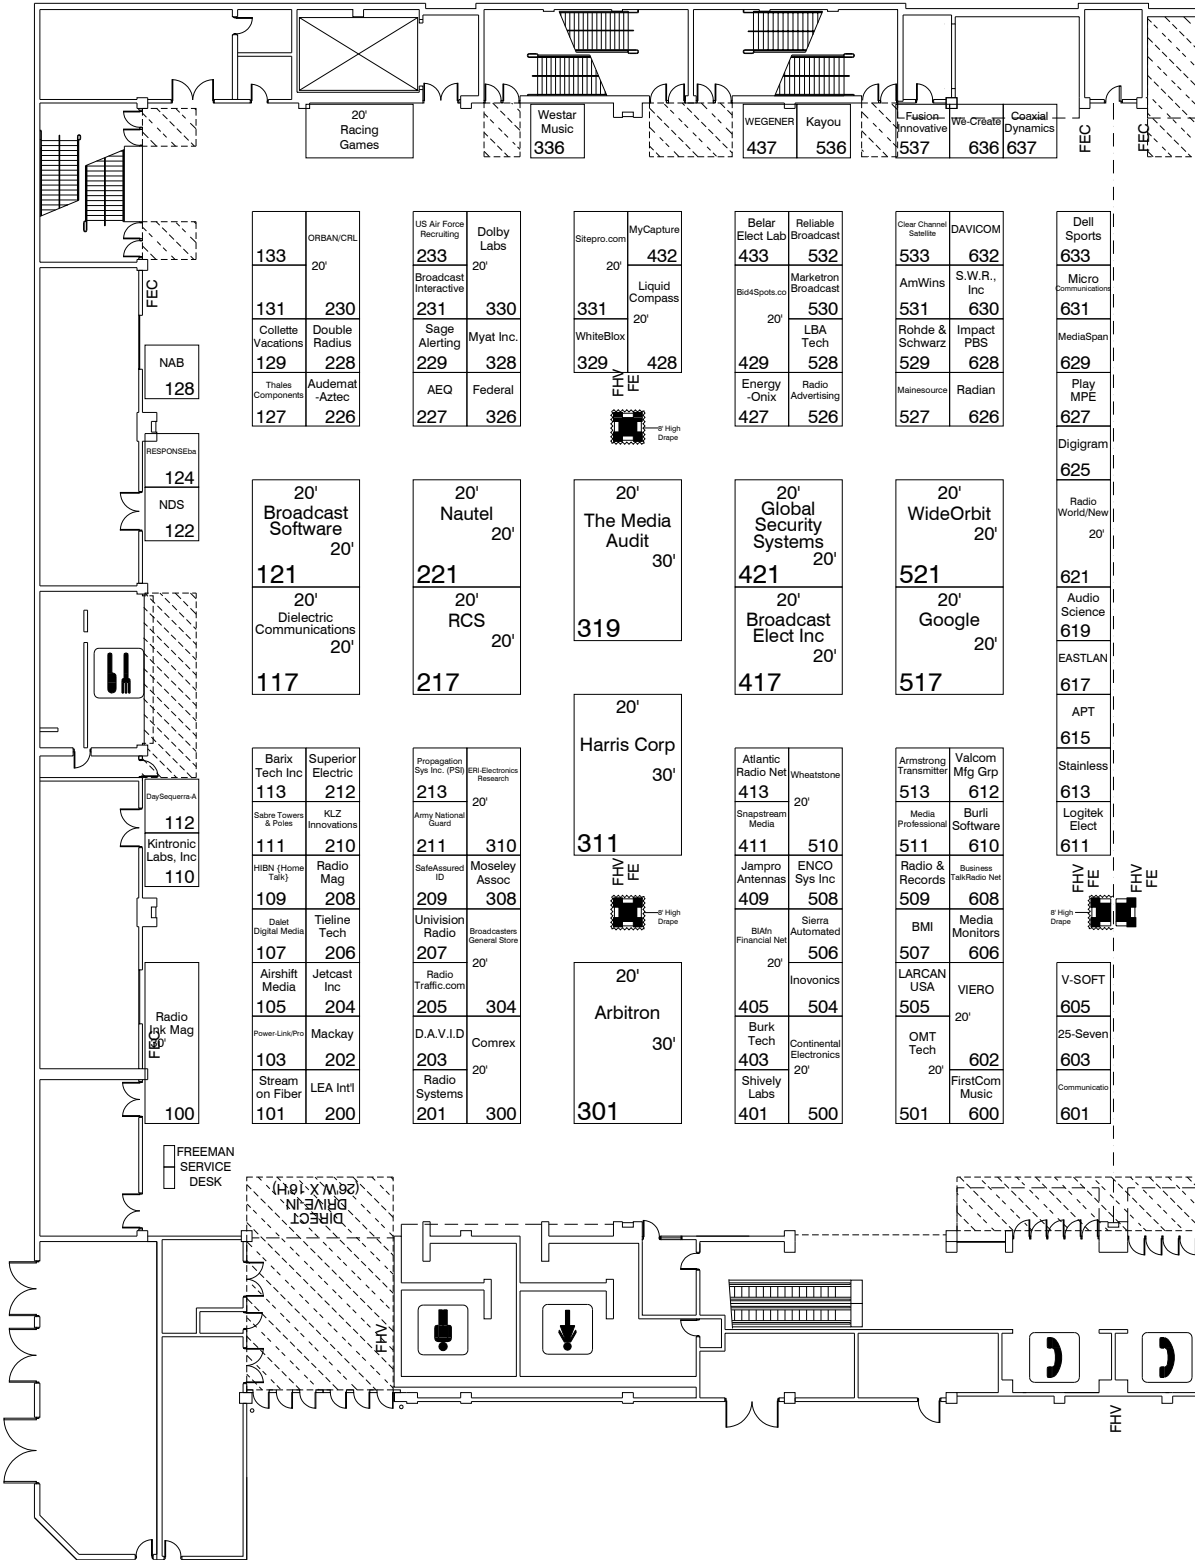 20'
Racing
Games
Westar
Music
336
WEGENER
437
Kayou
536
Fusion
Innovative
537
We-Create
636
Coaxial
Dynamics
637
FEC
FEC
133
ORBAN/CRL
20'
230
131
Collette
Vacations
129
Double
Radius
228
Thales
Components
127
Audemat
-Aztec
226
US Air Force
Recruiting
233
Dolby
Labs
20'
330
Broadcast
Interactive
231
Sage
Alerting
229
Myat Inc.
328
AEQ
227
Federal
326
Sitepro.com
20'
331
MyCapture
432
Liquid
Compass
20'
428
WhiteBlox
329
FHV
FE
8' High
Drape
Belar
Elect Lab
433
Reliable
Broadcast
532
Bid4Spots.co
20'
429
Marketron
Broadcast
530
LBA
Tech
528
Energy
-Onix
427
Radio
Advertising
526
Clear Channel
Satellite
533
DAVICOM
632
AmWins
531
S.W.R.,
Inc
630
Rohde &
Schwarz
529
Impact
PBS
628
Mainesource
527
Radian
626
Dell
Sports
633
Micro
Communications
631
MediaSpan
629
Play
MPE
627
Digigram
625
Radio
World/New
20'
621
Audio
Science
619
EASTLAN
617
APT
615
Stainless
613
Logitek
Elect
611
FEC
NAB
128
RESPONSEba
124
NDS
122
20'
Broadcast
Software
20'
121
20'
Dielectric
Communications
20'
117
20'
Nautel
20'
221
20'
RCS
20'
217
20'
The Media
Audit
30'
319
20'
Global
Security
Systems
20'
421
20'
Broadcast
Elect Inc
20'
417
20'
WideOrbit
20'
521
20'
Google
20'
517
20'
Harris Corp
30'
311
FHV
FE
8' High
Drape
DaySequerra-A
112
Kintronic
Labs, Inc
110
Barix
Tech Inc
113
Superior
Electric
212
Sabre Towers
& Poles
111
KLZ
Innovations
210
HIBN {Home
Talk}
109
Radio
Mag
208
Dalet
Digital Media
107
Tieline
Tech
206
Airshift
Media
105
Jetcast
Inc
204
Power-Link/Pro
103
Mackay
202
Stream
on Fiber
101
LEA Int'l
200
Propagation
Sys Inc. (PSI)
213
ERI-Electronics
Research
20'
310
Army National
Guard
211
SafeAssured
ID
209
Moseley
Assoc
308
Univision
Radio
207
Broadcasters
General Store
20'
304
Radio
Traffic.com
205
D.A.V.I.D
203
Comrex
20'
300
Radio
Systems
201
20'
Arbitron
30'
301
Atlantic
Radio Net
413
Wheatstone
20'
510
Snapstream
Media
411
Jampro
Antennas
409
ENCO
Sys Inc
508
BIAfn
Financial Net
20'
405
Sierra
Automated
506
Inovonics
504
Burk
Tech
403
Continental
Electronics
20'
500
Shively
Labs
401
Armstrong
Transmitter
513
Valcom
Mfg Grp
612
Media
Professional
511
Burli
Software
610
Radio &
Records
509
Business
TalkRadio Net
608
BMI
507
Media
Monitors
606
LARCAN
USA
505
VIERO
20'
602
OMT
Tech
20'
501
FirstCom
Music
600
FHV
FE
FHV
FE
8' High
Drape
V-SOFT
605
25-Seven
603
Communicatio
601
Radio
Ink Mag
FEC
100
FREEMAN
SERVICE
DESK
DIRECT
DRIVE-IN
(26'W X 16'H)
FHV
FHV